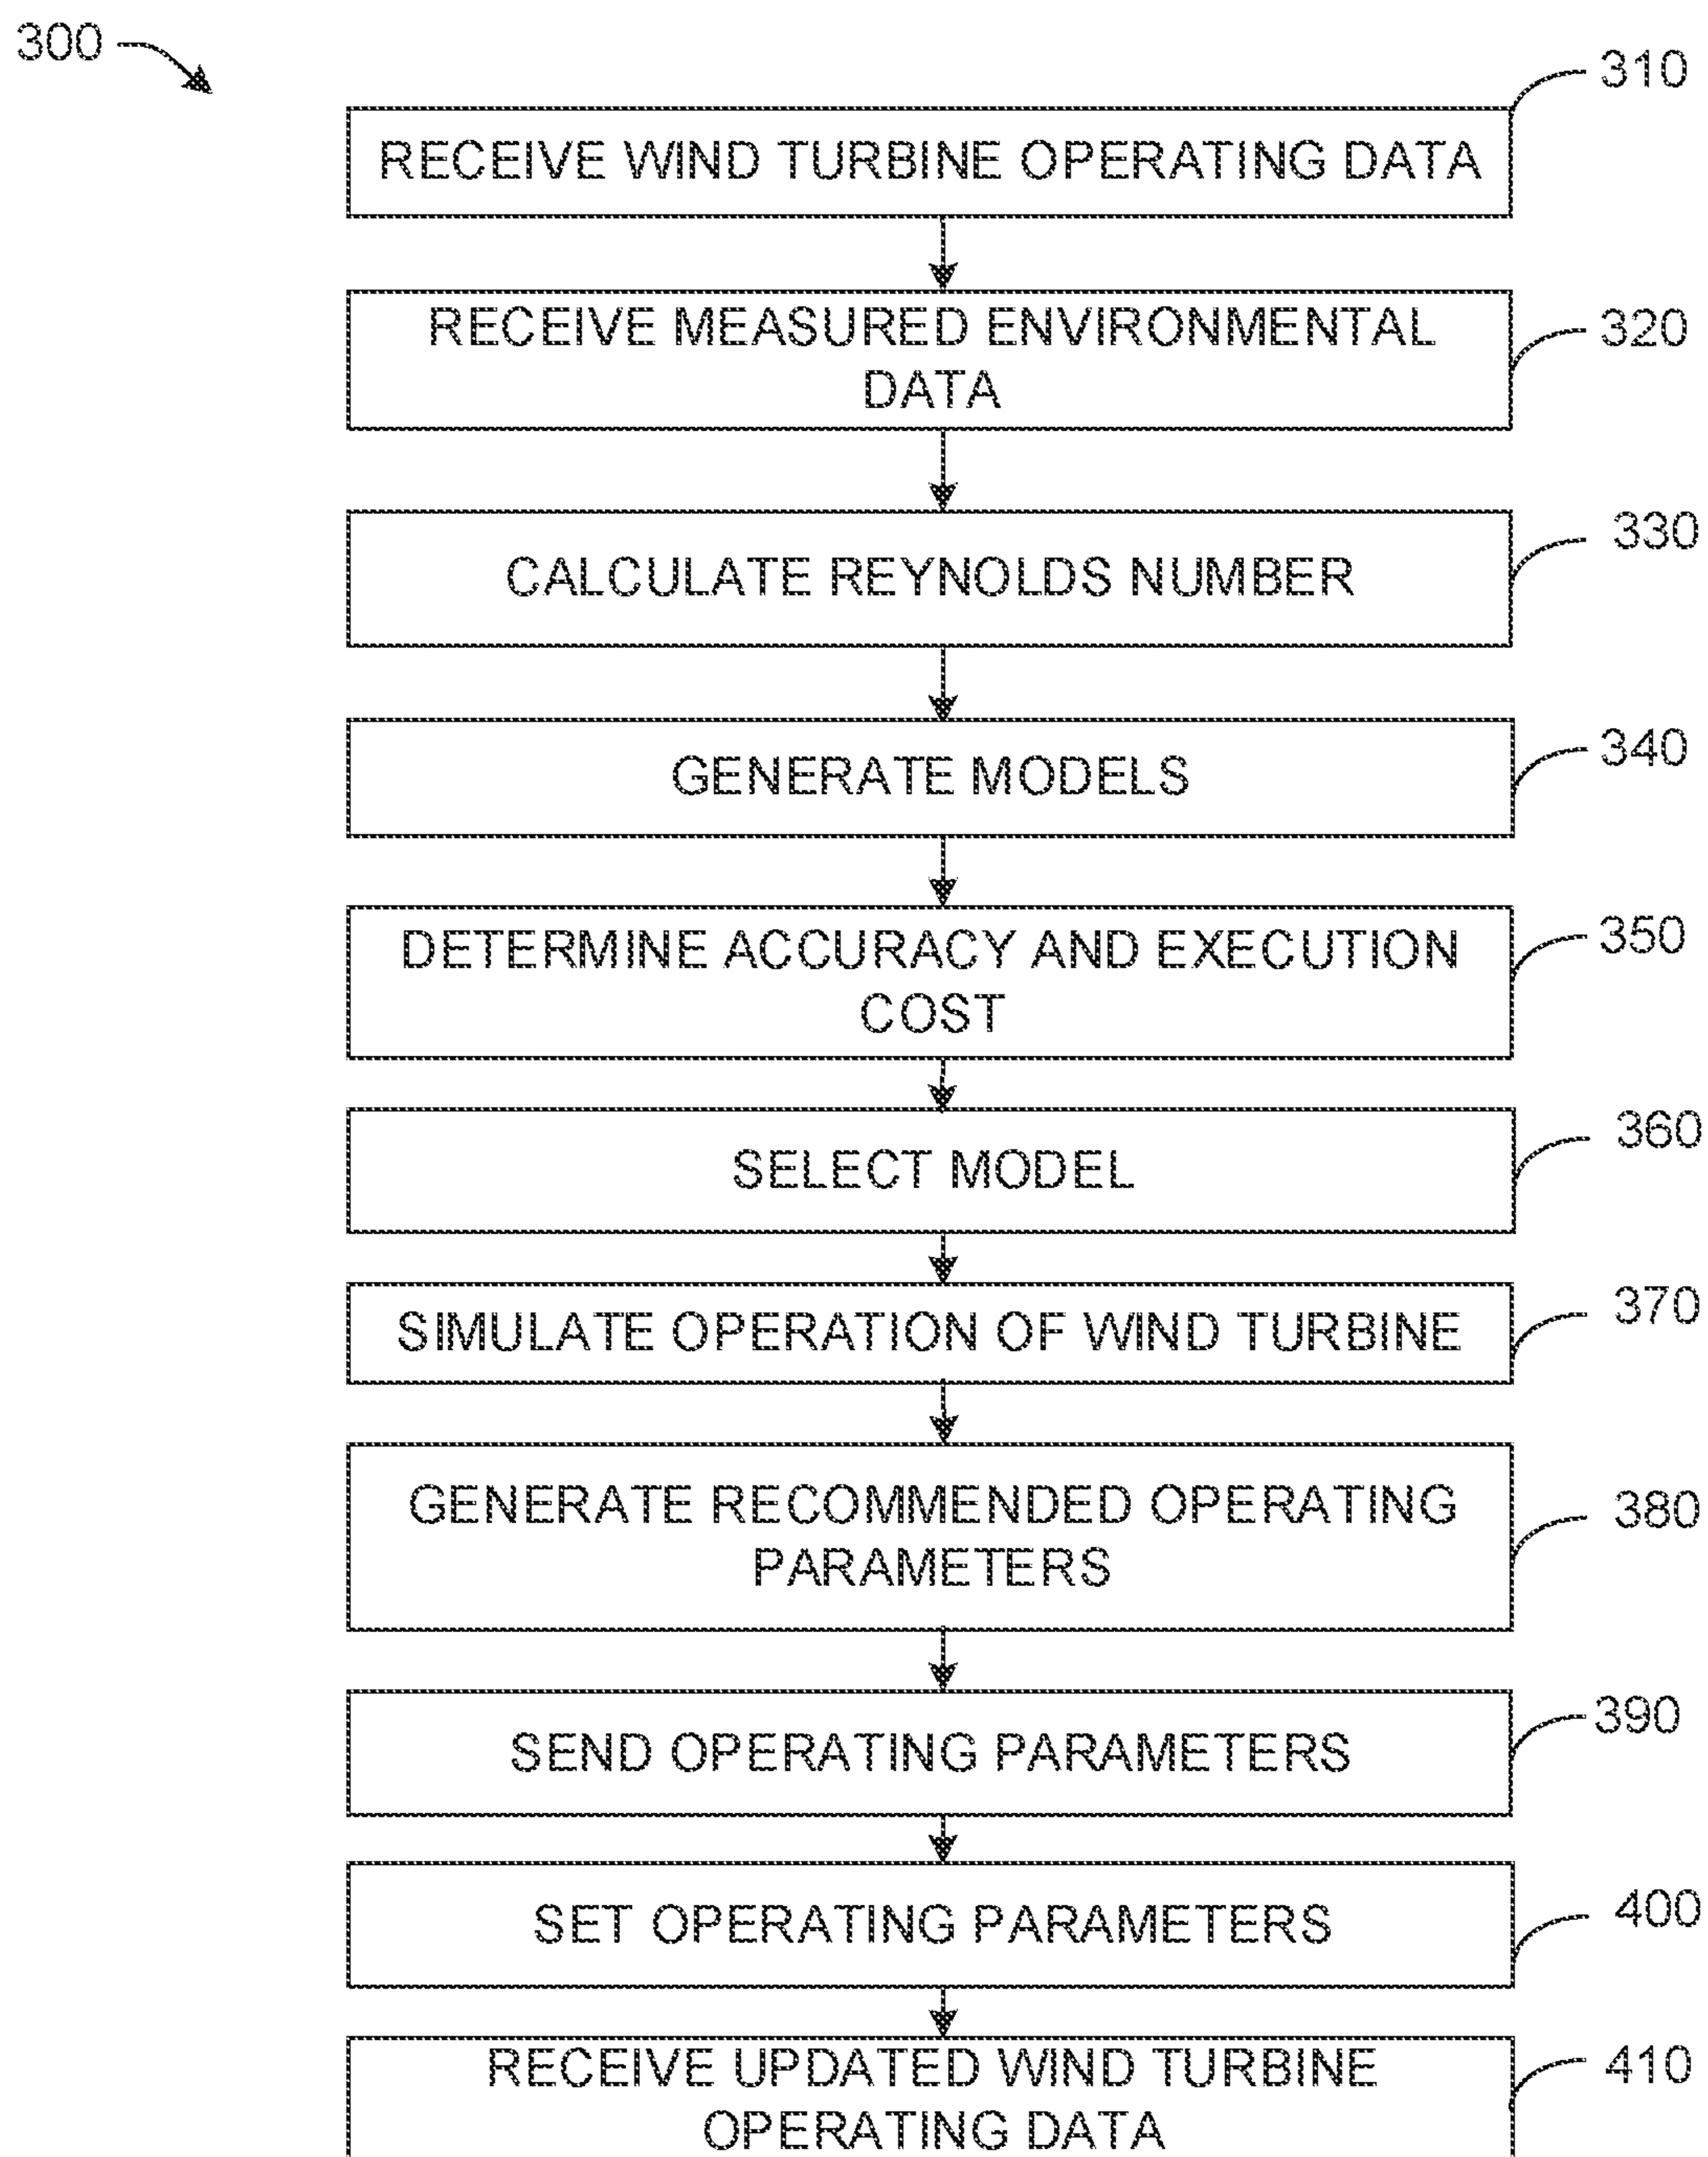 300
310
RECEIVE WIND TURBINE OPERATING DATA
RECEIVE MEASURED ENVIRONMENTAL
DATA
320
CALCULATE REYNOLDS NUMBER
330
GENERATE MODELS
340
DETERMINE ACCURACY AND EXECUTION
COST
350
SELECT MODEL
360
SIMULATE OPERATION OF WIND TURBINE
370
GENERATE RECOMMENDED OPERATING
PARAMETERS
380
SEND OPERATING PARAMETERS
390
SET OPERATING PARAMETERS
400
RECEIVE UPDATED WIND TURBINE
OPERATING DATA
410